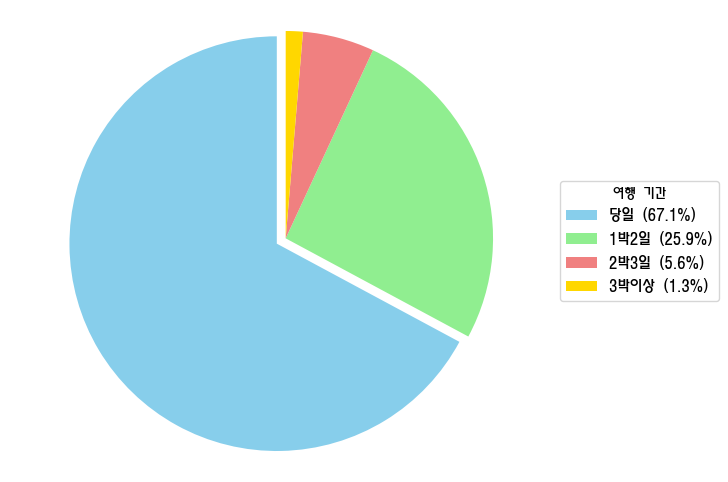 여행 기간
당일 (67.1%)
1박2일 (25.9%)
2박3일 (5.6%)
3박이상 (1.3%)